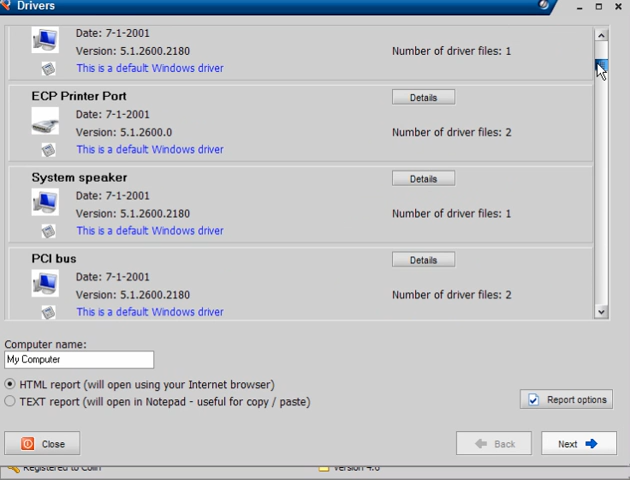 Drivers
Date: 7-1-2001
Version: 5.1.2600.2180 Number of driver files: 1
This is a default Windows driver
ECP Printer Port Details
Date: 7-1-2001
Version: 5.1.2600.0 Number of driver files: 2
This is a default Windows driver
System speaker Details
Date: 7-1-2001
Version: 5.1.2600.2180 Number of driver files: 1
This is a default Windows driver
PCI bus Details
Date: 7-1-2001
Version: 5.1.2600.2180 Number of driver files: 2
This is a default Windows driver
Computer name:
My Computer
HTML report (will open using your Internet browser)
TEXT report (will open in Notepad - useful for copy / paste) Report options
Close Back Next
Registered to Colin Version 4.6